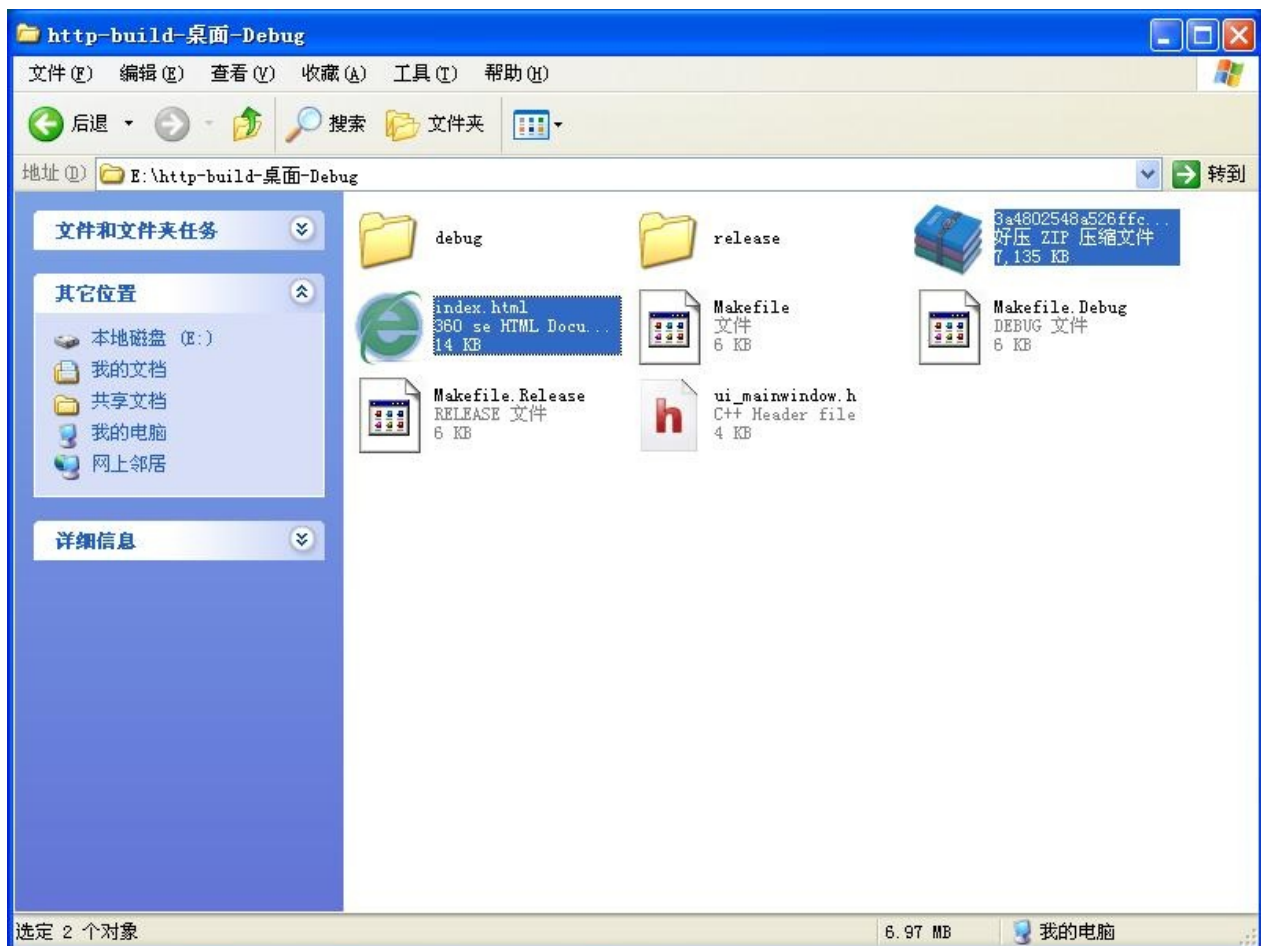 http-build-桌面-Debug
文件(F) 编辑(E) 查看(V) 收藏(A) 工具(T) 帮助(H)
后退 搜索 文件夹
地址(D) E:\http-build-桌面-Debug 转到
文件和文件夹任务
其它位置
本地磁盘 (E:)
我的文档
共享文档
我的电脑
网上邻居
详细信息
debug
release
3a4802548a526ffc...
好压 ZIP 压缩文件
7,135 KB
index.html
360 se HTML Docu...
14 KB
Makefile
文件
6 KB
Makefile.Debug
DEBUG 文件
6 KB
Makefile.Release
RELEASE 文件
6 KB
ui_mainwindow.h
C++ Header file
4 KB
选定 2 个对象 6.97 MB 我的电脑